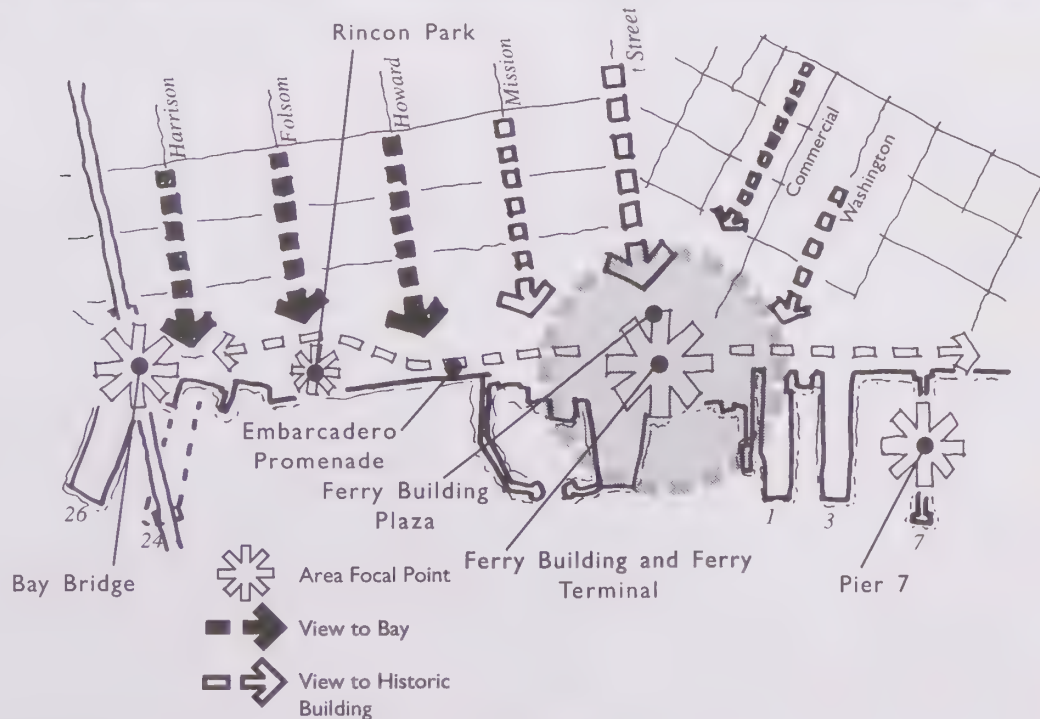 Rincon Park
Harrison
Folsom
Howard
Mission
Street
Commercial
Washington
Embarcadero
Promenade
Ferry Building
Plaza
26
24
1
3
7
Bay Bridge
Ferry Building and Ferry
Terminal
Pier 7
Area Focal Point
View to Bay
View to Historic
Building